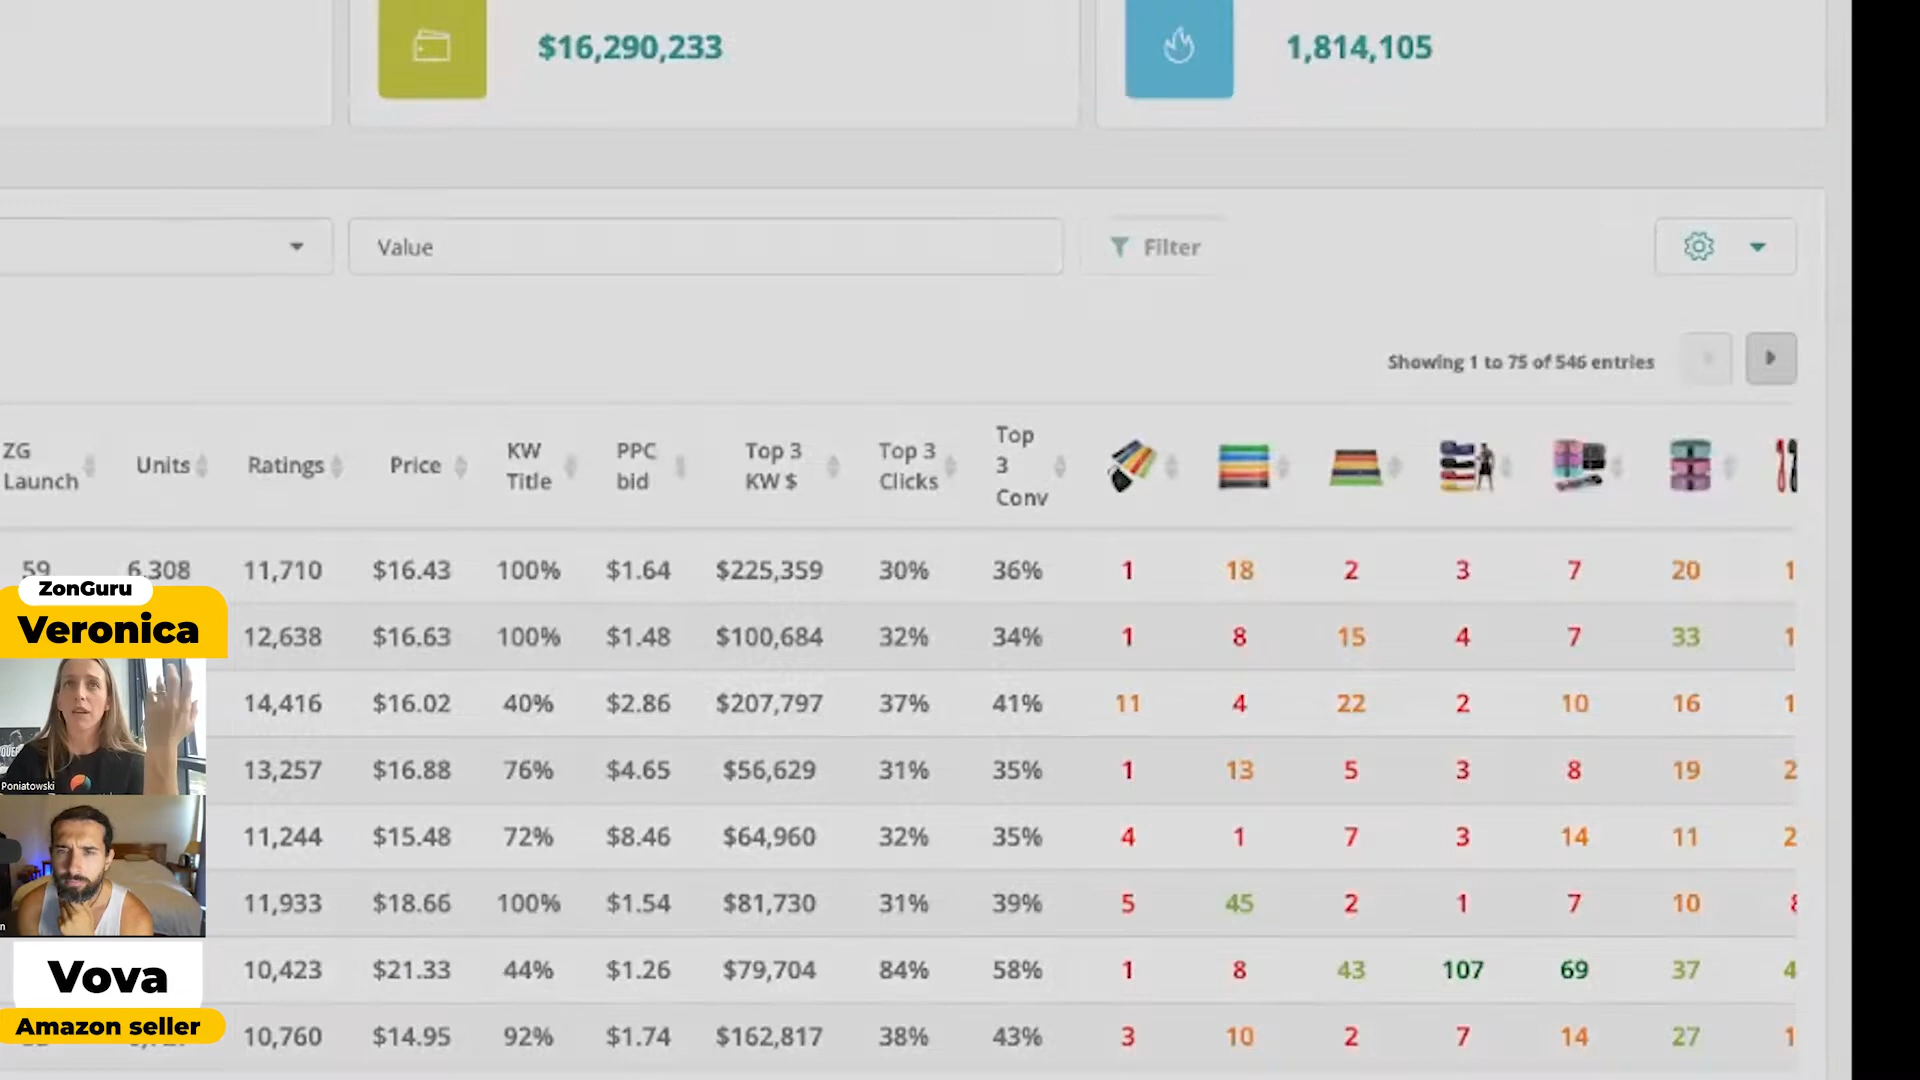 $16,290,233
1,814,105
Value
Filter
Showing 1 to 75 of 546 entries
ZG Launch Units Ratings Price KW Title PPC bid Top 3 KW $ Top 3 Clicks Top 3 Conv
59 6,308 11,710 $16.43 100% $1.64 $225,359 30% 36% 1 18 2 3 7 20 1
12,638 $16.63 100% $1.48 $100,684 32% 34% 1 8 15 4 7 33 1
14,416 $16.02 40% $2.86 $207,797 37% 41% 11 4 22 2 10 16 1
13,257 $16.88 76% $4.65 $56,629 31% 35% 1 13 5 3 8 19 2
11,244 $15.48 72% $8.46 $64,960 32% 35% 4 1 7 3 14 11 2
11,933 $18.66 100% $1.54 $81,730 31% 39% 5 45 2 1 7 10
10,423 $21.33 44% $1.26 $79,704 84% 58% 1 8 43 107 69 37 4
10,760 $14.95 92% $1.74 $162,817 38% 43% 3 10 2 7 14 27 1
ZonGuru
Veronica
Poniatowski
Vova
Amazon seller